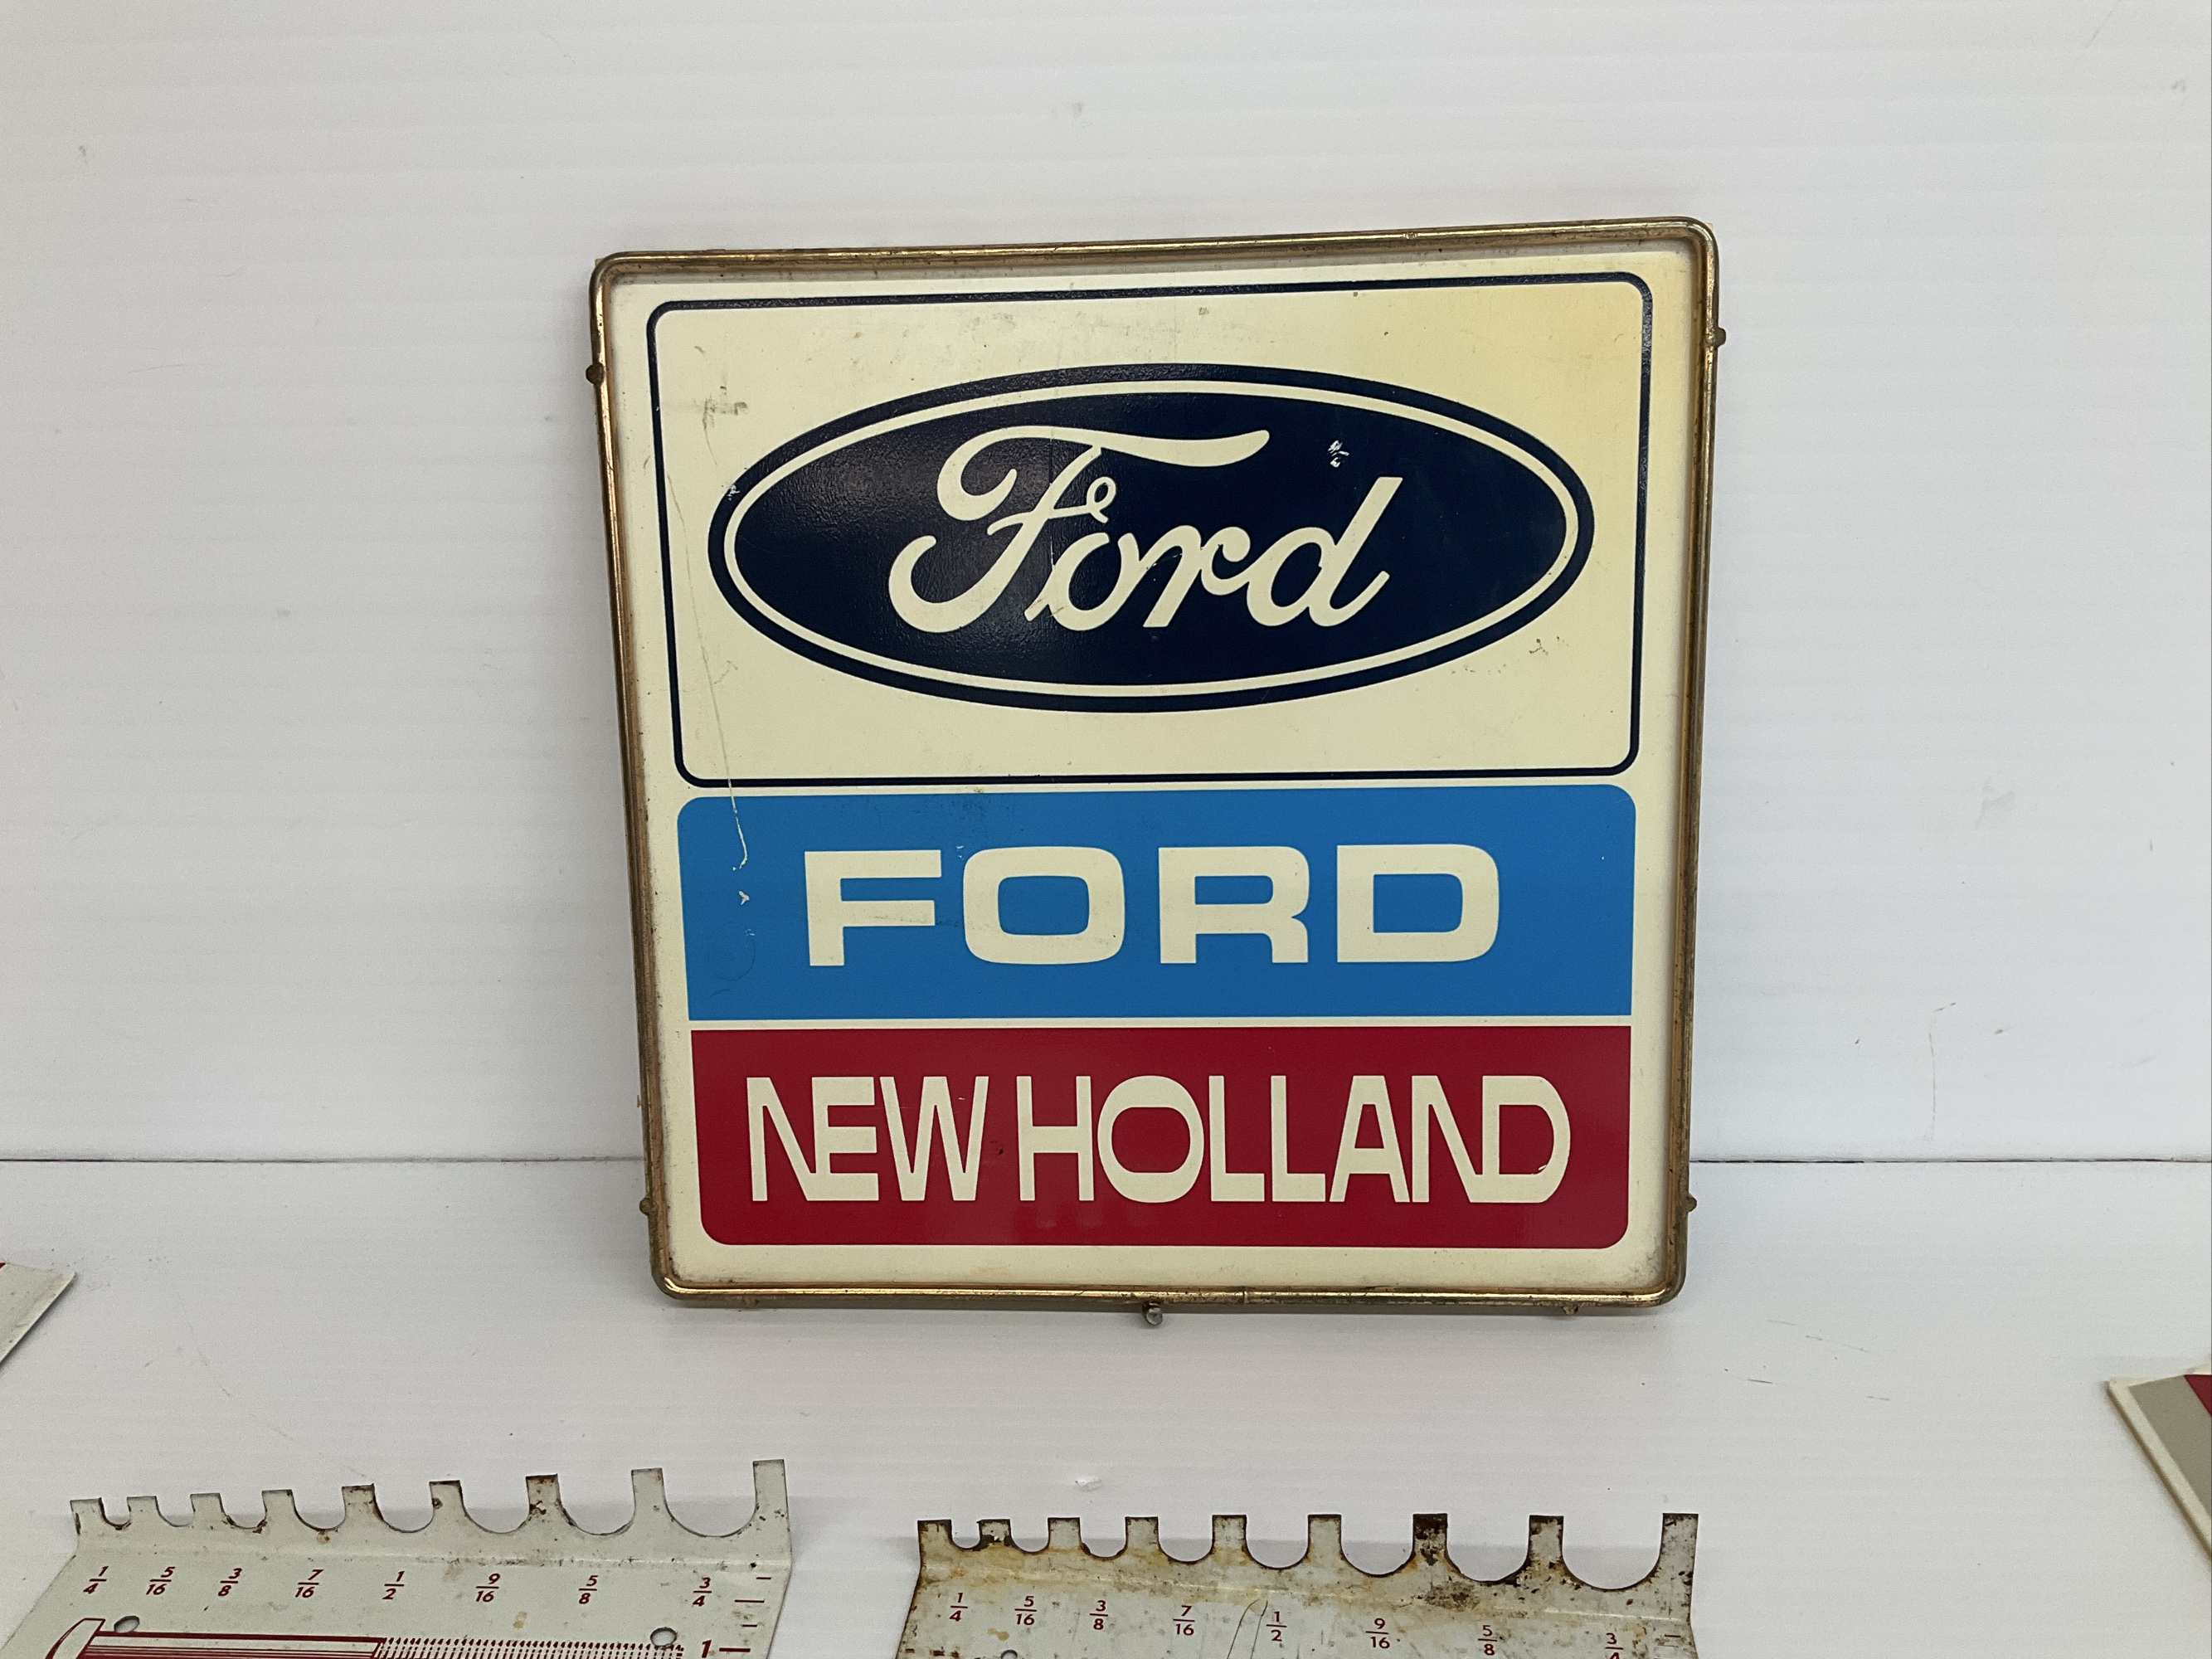 Ford
FORD
NEW HOLLAND
1/4 5/16 3/8 7/16 1/2 9/16 5/8 3/4
1
1/4 5/16 3/8 7/16 1/2 9/16 5/8 3/4